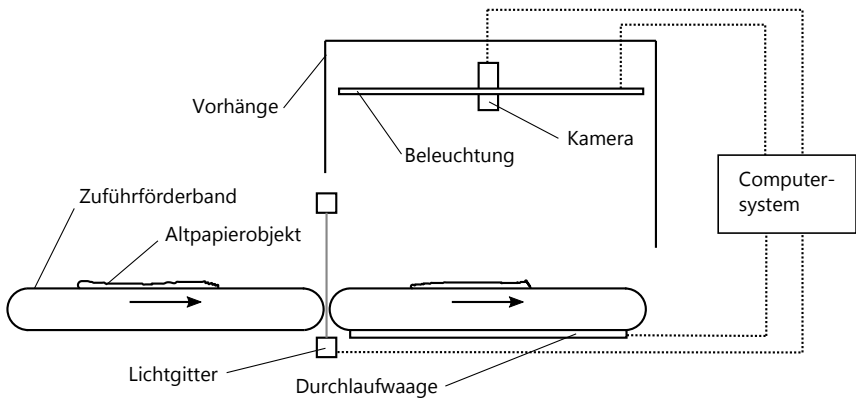 Vorhänge
Kamera
Beleuchtung
Computer-
system
Zuführförderband
Altpapierobjekt
Lichtgitter
Durchlaufwaage